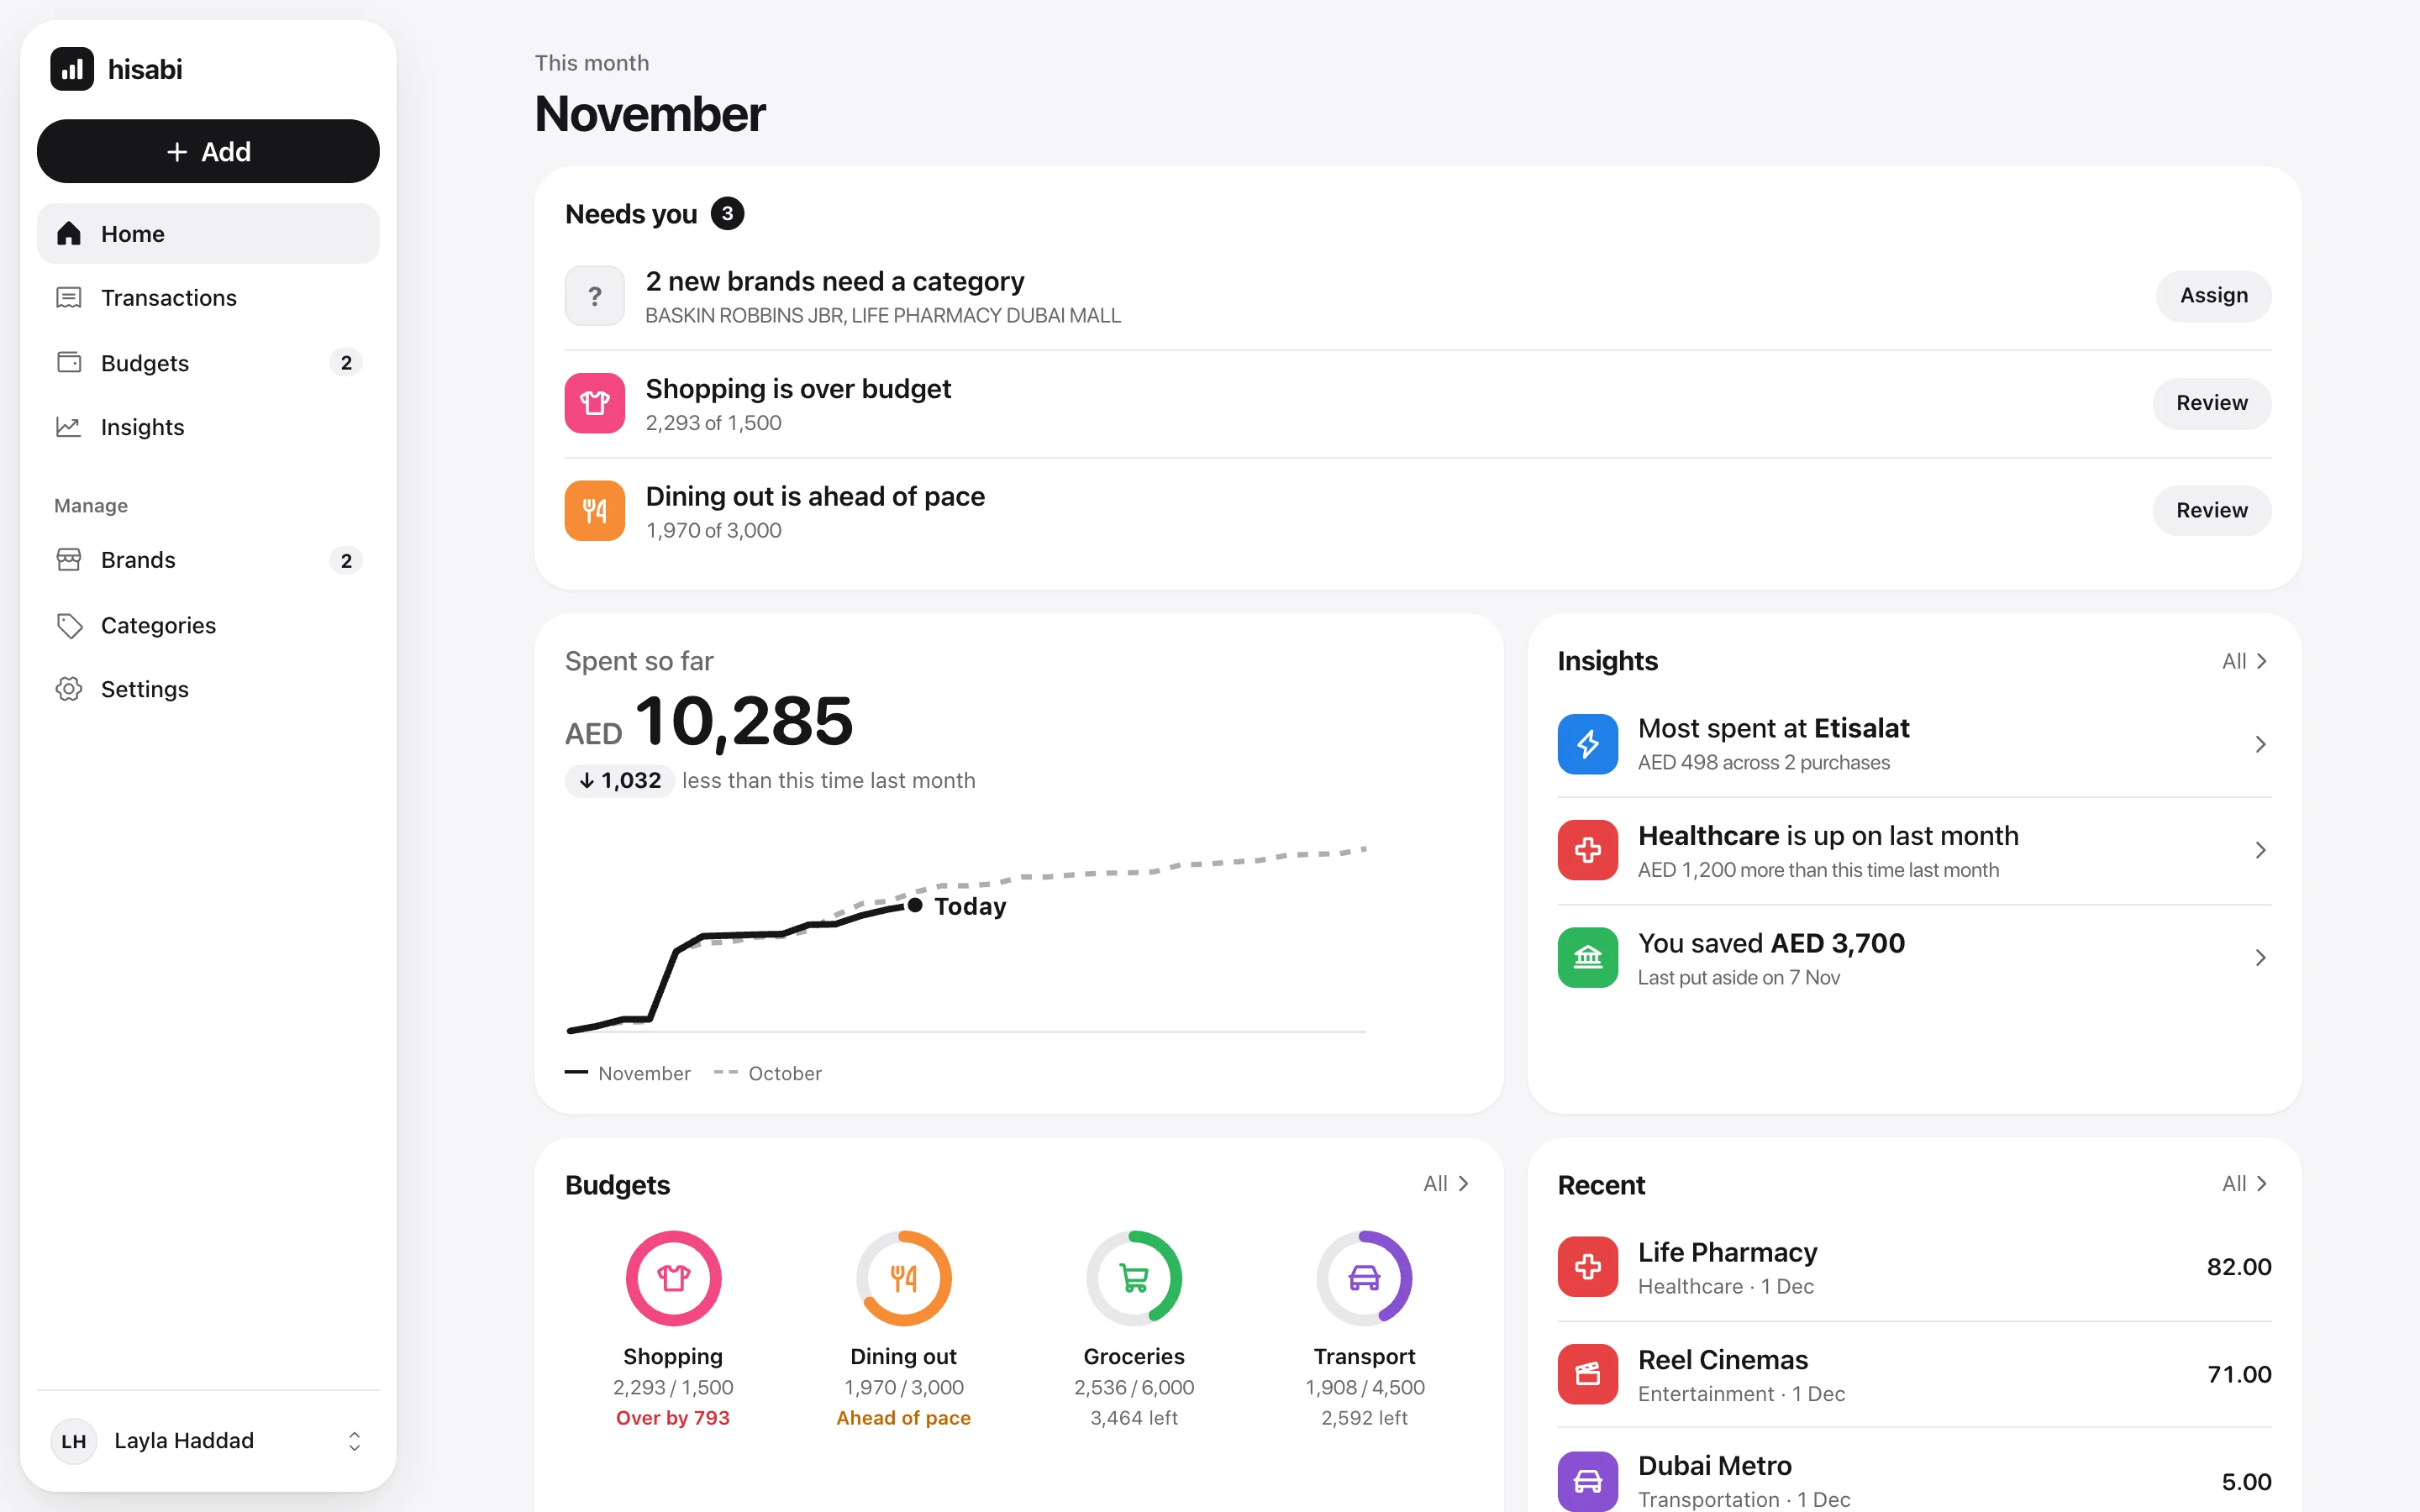 hisabi
+ Add
Home
Transactions
Budgets 2
Insights
Manage
Brands 2
Categories
Settings
LH Layla Haddad
This month
November
Needs you 3
?
2 new brands need a category
BASKIN ROBBINS JBR, LIFE PHARMACY DUBAI MALL
Assign
Shopping is over budget
2,293 of 1,500
Review
Dining out is ahead of pace
1,970 of 3,000
Review
Spent so far
AED 10,285
↓ 1,032 less than this time last month
Today
November October
Insights All
Most spent at Etisalat
AED 498 across 2 purchases
Healthcare is up on last month
AED 1,200 more than this time last month
You saved AED 3,700
Last put aside on 7 Nov
Budgets All
Shopping
2,293 / 1,500
Over by 793
Dining out
1,970 / 3,000
Ahead of pace
Groceries
2,536 / 6,000
3,464 left
Transport
1,908 / 4,500
2,592 left
Recent All
Life Pharmacy
Healthcare · 1 Dec
82.00
Reel Cinemas
Entertainment · 1 Dec
71.00
Dubai Metro
Transportation · 1 Dec
5.00